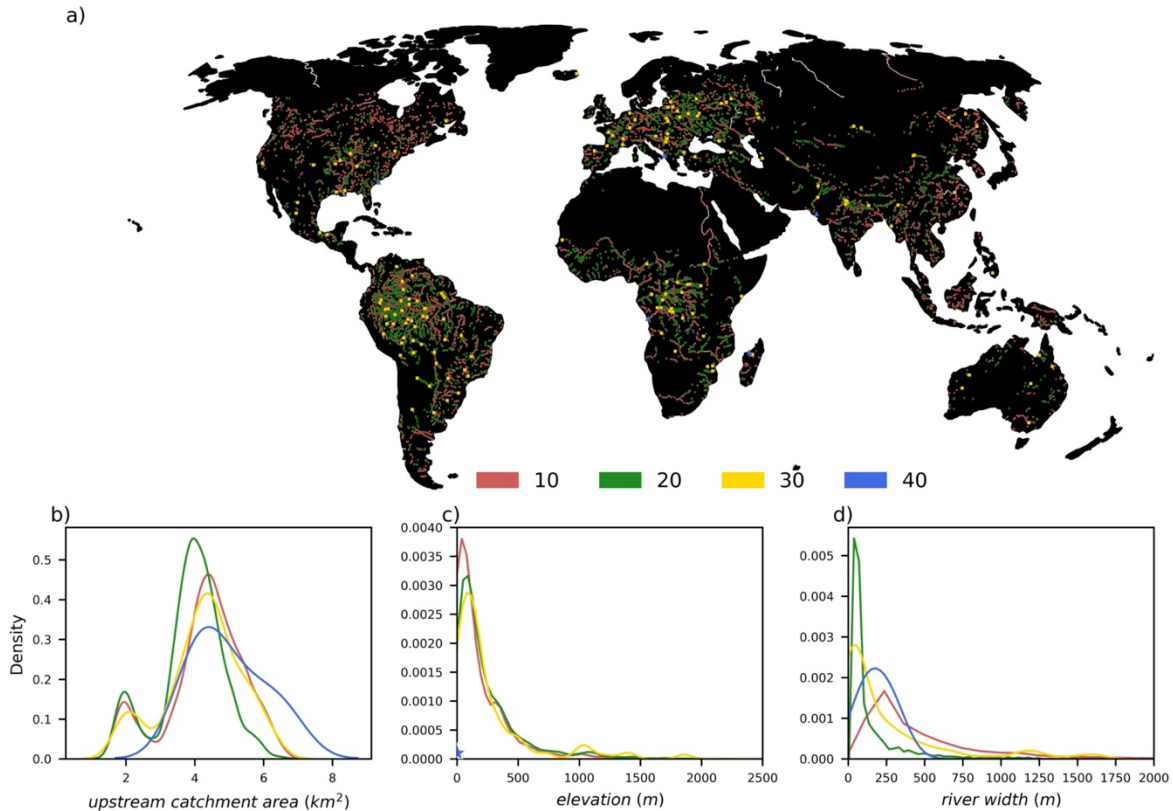 a)
10 20 30 40
b) c) d)
0.5
0.4
0.3
0.2
0.1
0.0
Density
2 4 6 8
upstream catchment area (km²)
0.0040
0.0035
0.0030
0.0025
0.0020
0.0015
0.0010
0.0005
0.0000
0 500 1000 1500 2000 2500
elevation (m)
0.005
0.004
0.003
0.002
0.001
0.000
0 250 500 750 1000 1250 1500 1750 2000
river width (m)